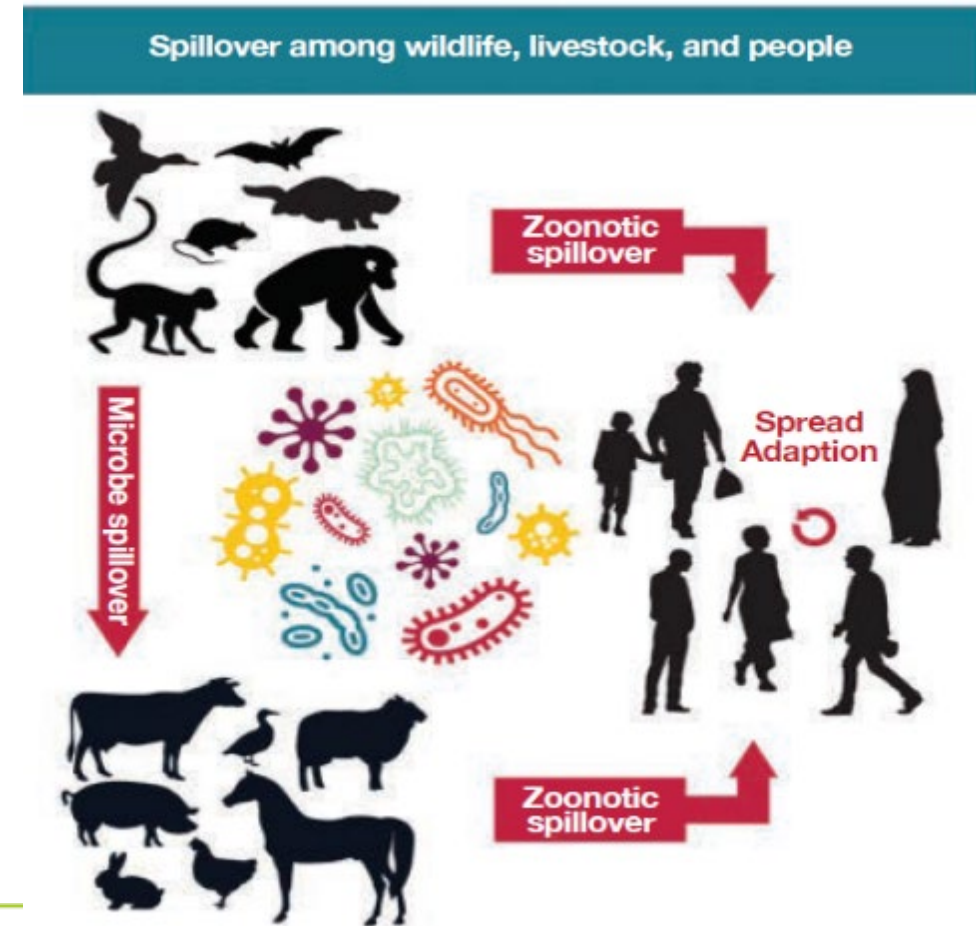 Spillover among wildlife, livestock, and people
Zoonotic
spillover
Microbe spillover
Spread
Adaption
Zoonotic
spillover